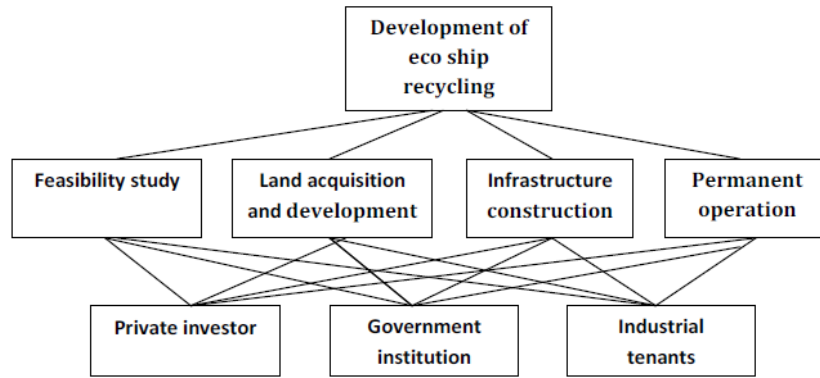 Development of
eco ship
recycling
Feasibility study
Land acquisition
and development
Infrastructure
construction
Permanent
operation
Private investor
Government
institution
Industrial
tenants